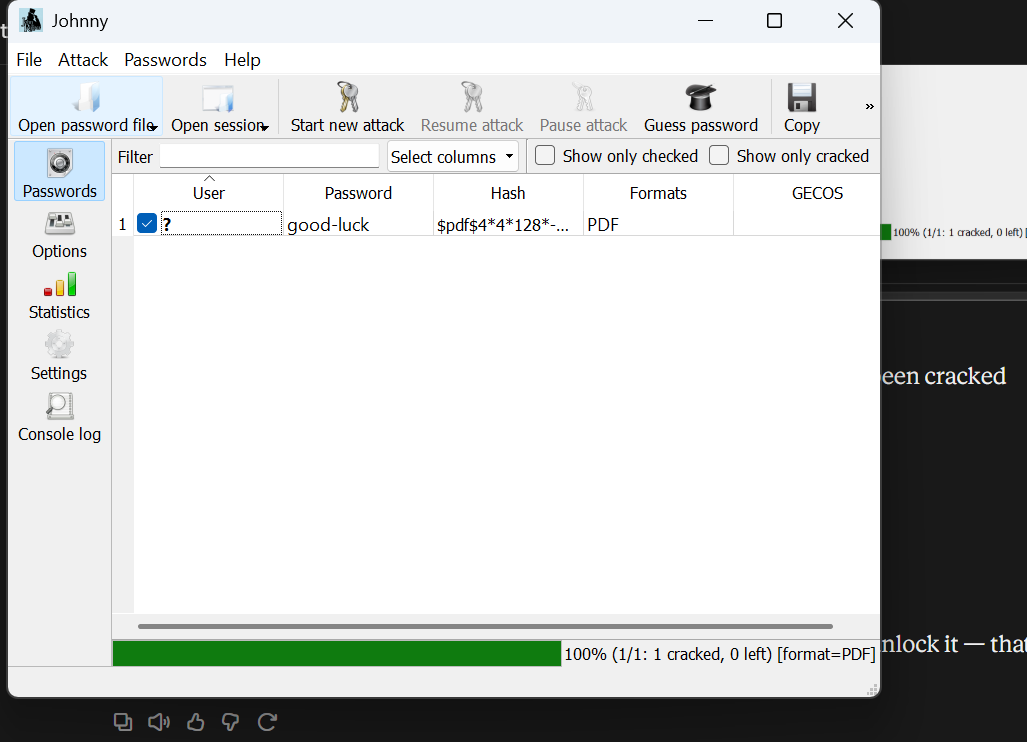 Johnny
File Attack Passwords Help
Open password file Open session Start new attack Resume attack Pause attack Guess password Copy »
Passwords
Options
Statistics
Settings
Console log
Filter Select columns Show only checked Show only cracked
User Password Hash Formats GECOS
1 ? good-luck $pdf$4*4*128*-... PDF
100% (1/1: 1 cracked, 0 left) [format=PDF]
100% (1/1: 1 cracked, 0 left) [
een cracked
nlock it — that